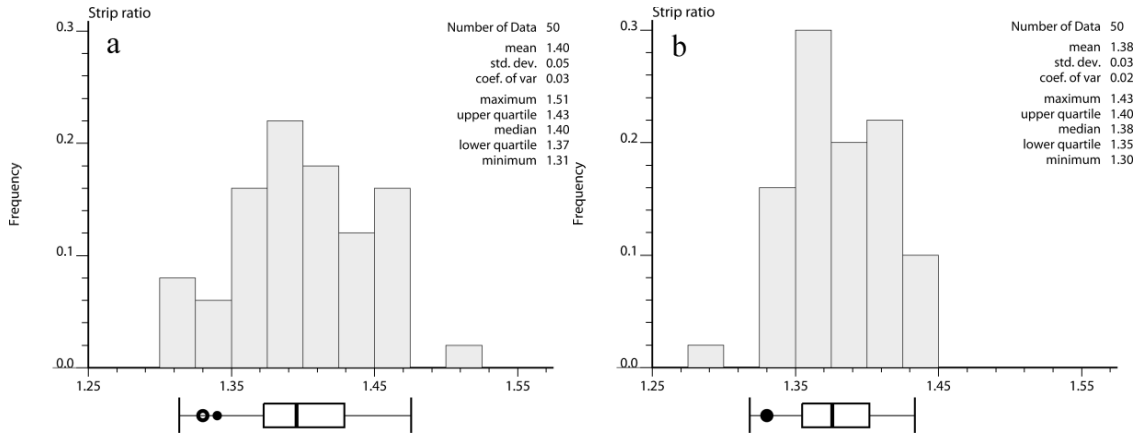 Strip ratio
a
Number of Data 50
mean 1.40
std. dev. 0.05
coef. of var 0.03
maximum 1.51
upper quartile 1.43
median 1.40
lower quartile 1.37
minimum 1.31
Frequency
0.3
0.2
0.1
0.0
1.25 1.35 1.45 1.55
Strip ratio
b
Number of Data 50
mean 1.38
std. dev. 0.03
coef. of var 0.02
maximum 1.43
upper quartile 1.40
median 1.38
lower quartile 1.35
minimum 1.30
Frequency
0.3
0.2
0.1
0.0
1.25 1.35 1.45 1.55